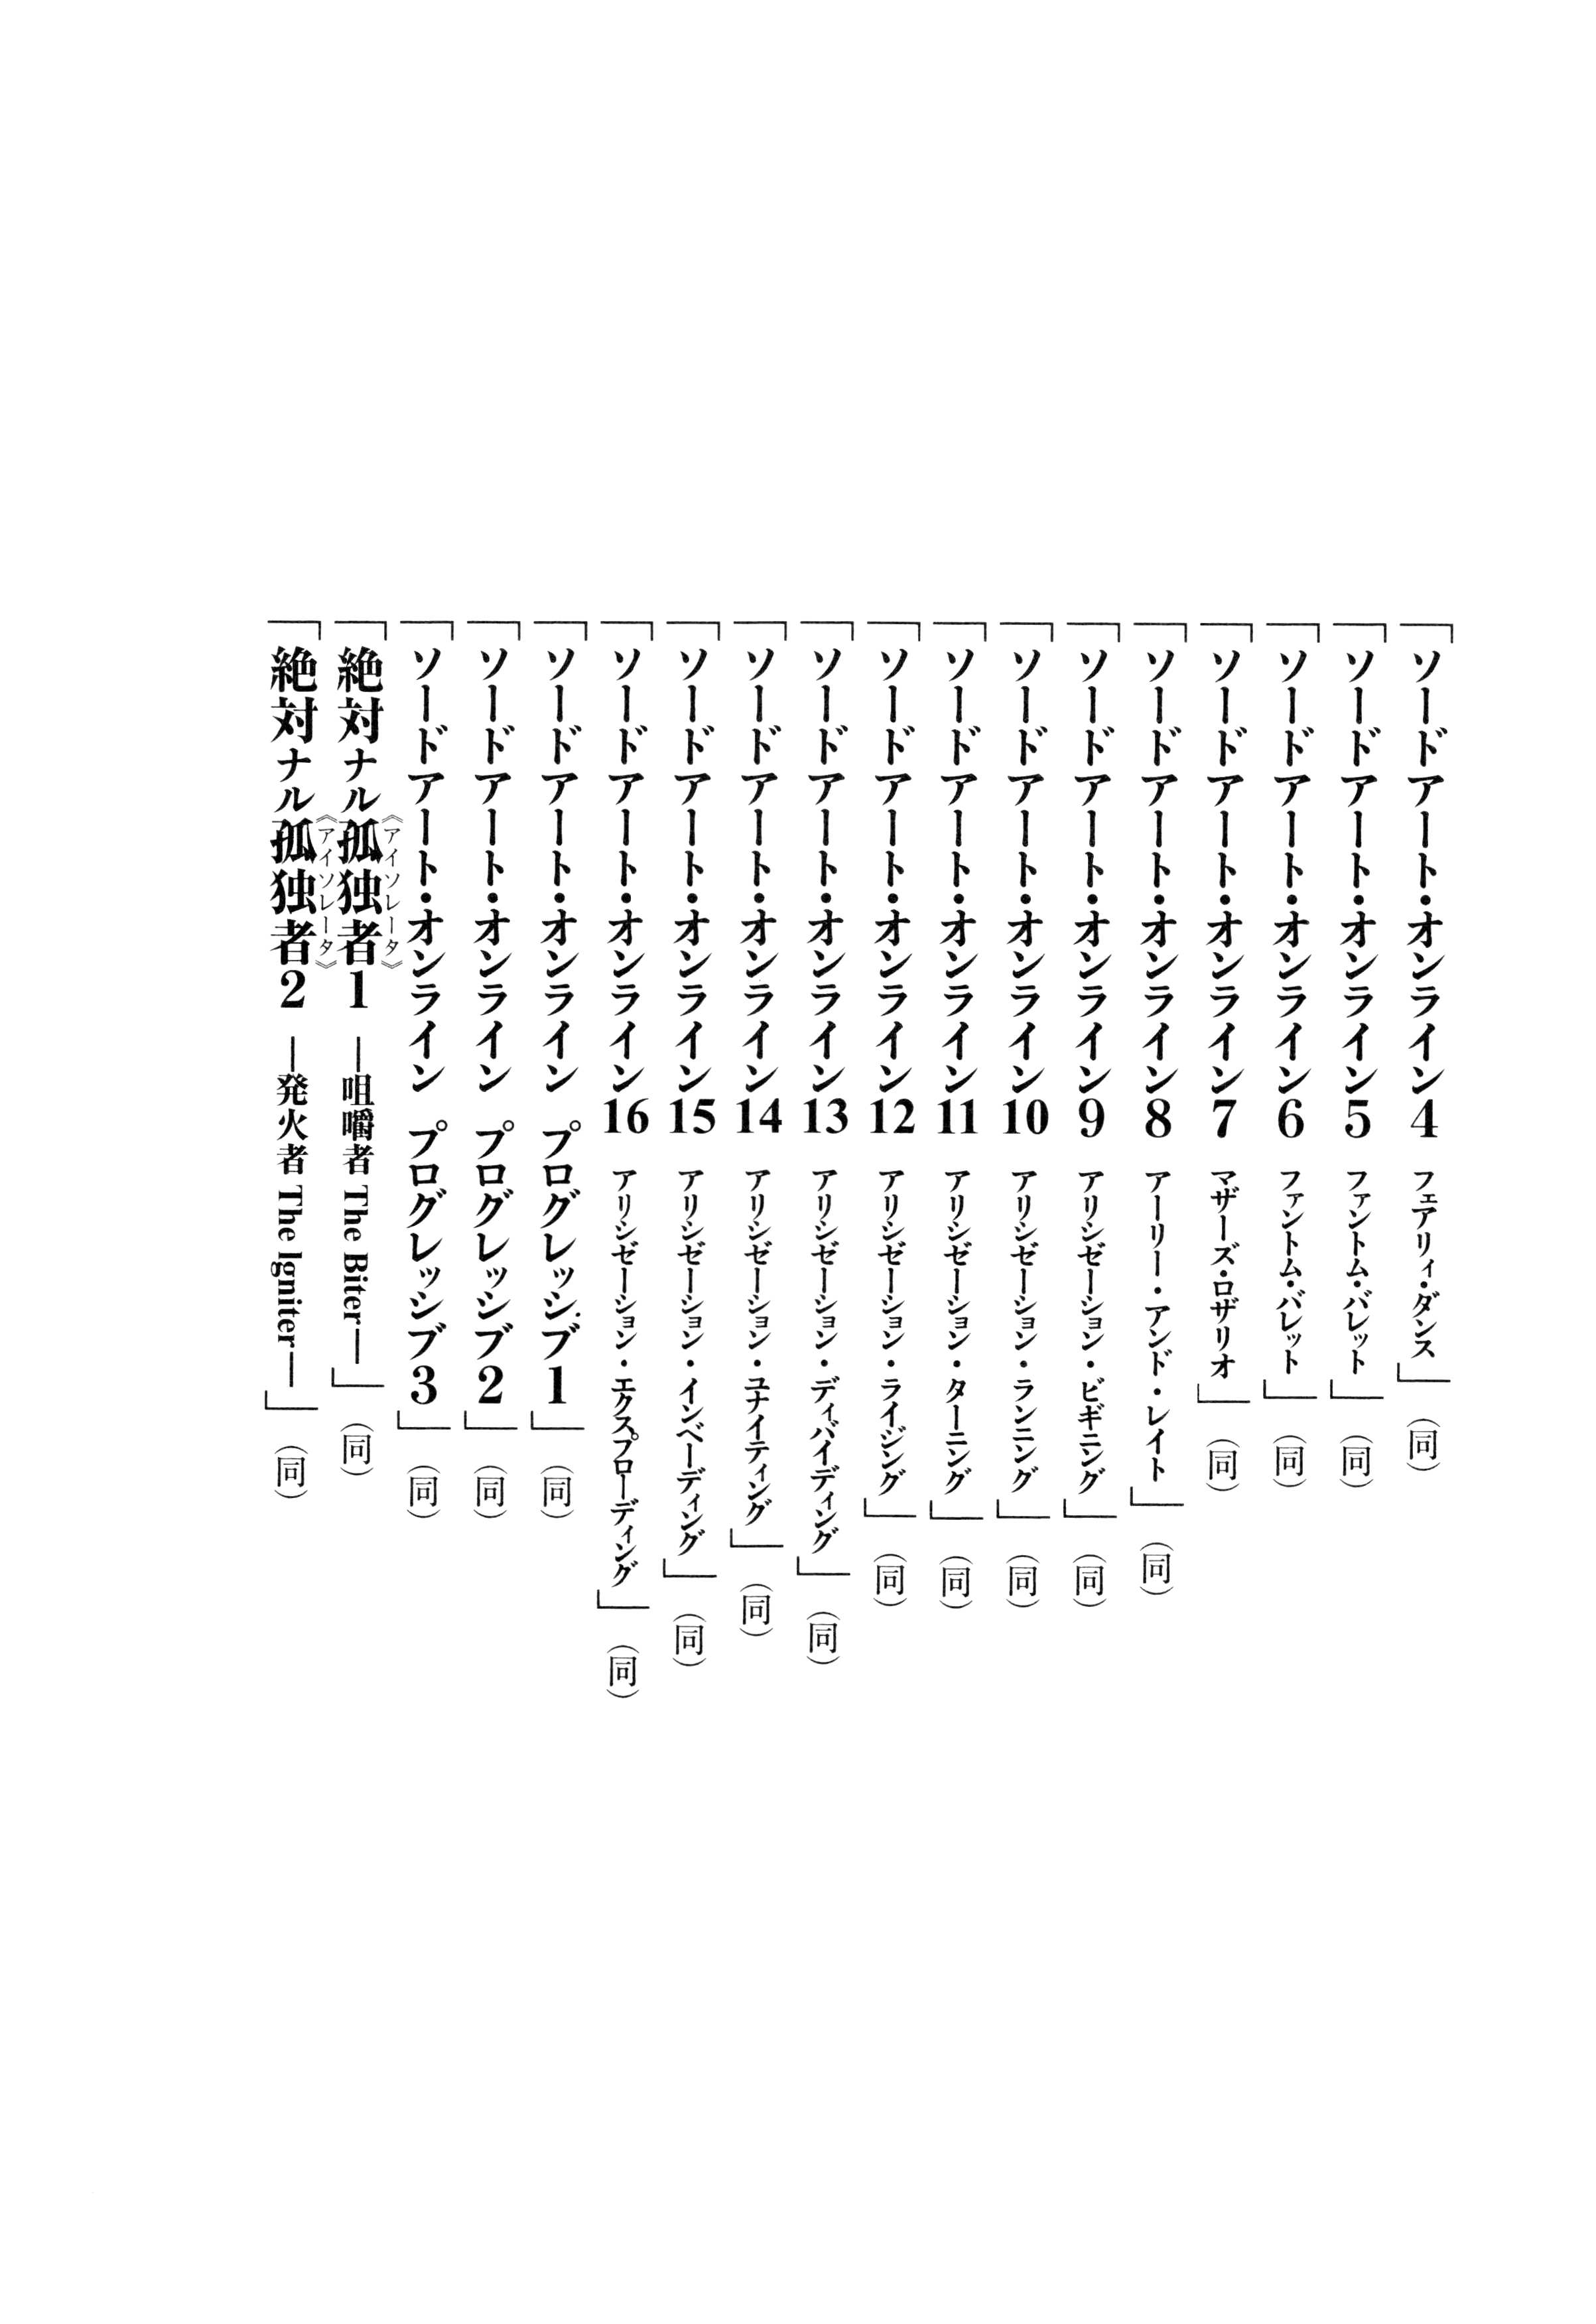 「ソードアート・オンライン4 フェアリィ・ダンス」(同)
「ソードアート・オンライン5 ファントム・バレット」(同)
「ソードアート・オンライン6 ファントム・バレット」(同)
「ソードアート・オンライン7 マザーズ・ロザリオ」(同)
「ソードアート・オンライン8 アーリー・アンド・レイト」(同)
「ソードアート・オンライン9 アリシゼーション・ビギニング」(同)
「ソードアート・オンライン10 アリシゼーション・ランニング」(同)
「ソードアート・オンライン11 アリシゼーション・ターニング」(同)
「ソードアート・オンライン12 アリシゼーション・ライジング」(同)
「ソードアート・オンライン13 アリシゼーション・ディバイディング」(同)
「ソードアート・オンライン14 アリシゼーション・ユナイティング」(同)
「ソードアート・オンライン15 アリシゼーション・インベーディング」(同)
「ソードアート・オンライン16 アリシゼーション・エクスプローディング」(同)
「ソードアート・オンライン プログレッシブ1」(同)
「ソードアート・オンライン プログレッシブ2」(同)
「ソードアート・オンライン プログレッシブ3」(同)
「絶対ナル孤独者《アイソレータ》1 ―咀嚼者 The Biter―」(同)
「絶対ナル孤独者《アイソレータ》2 ―発火者 The Igniter―」(同)